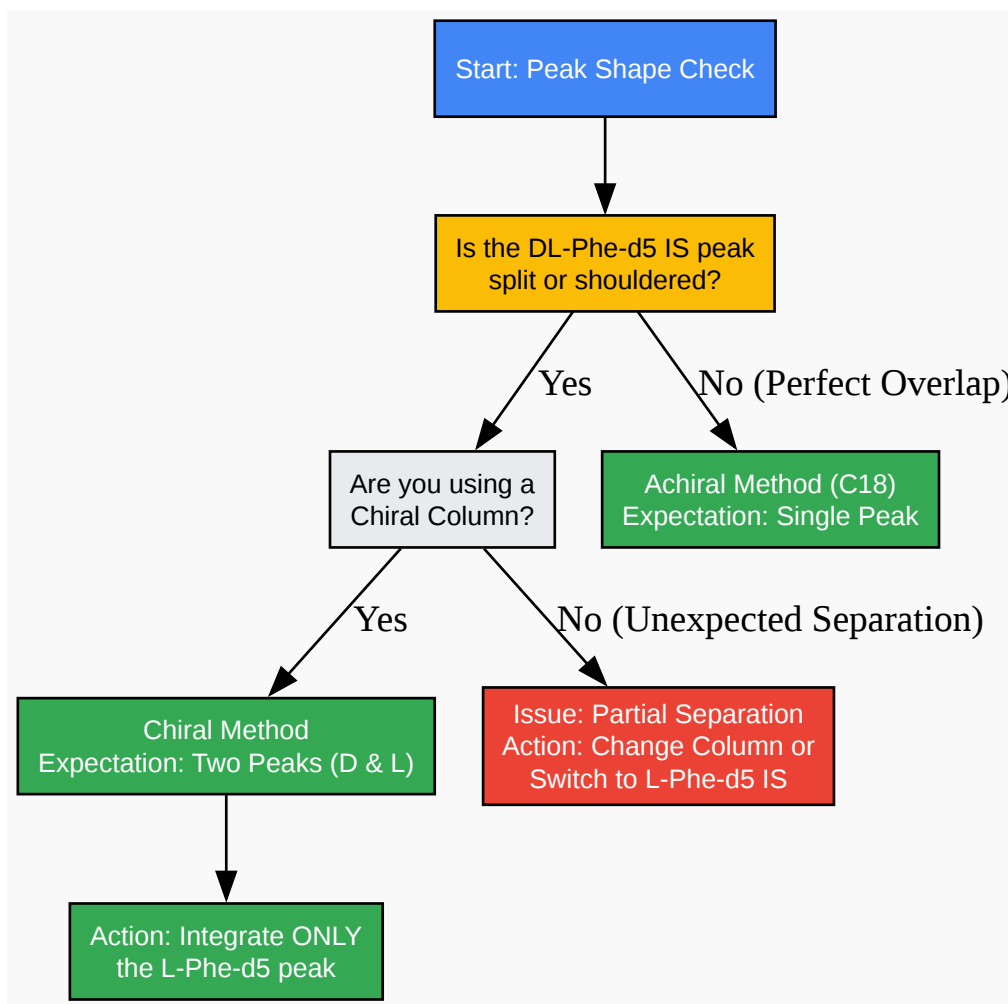 Start: Peak Shape Check
Is the DL-Phe-d5 IS peak
split or shouldered?
Yes
No (Perfect Overlap)
Are you using a
Chiral Column?
Achiral Method (C18)
Expectation: Single Peak
Yes
No (Unexpected Separation)
Chiral Method
Expectation: Two Peaks (D & L)
Issue: Partial Separation
Action: Change Column or
Switch to L-Phe-d5 IS
Action: Integrate ONLY
the L-Phe-d5 peak